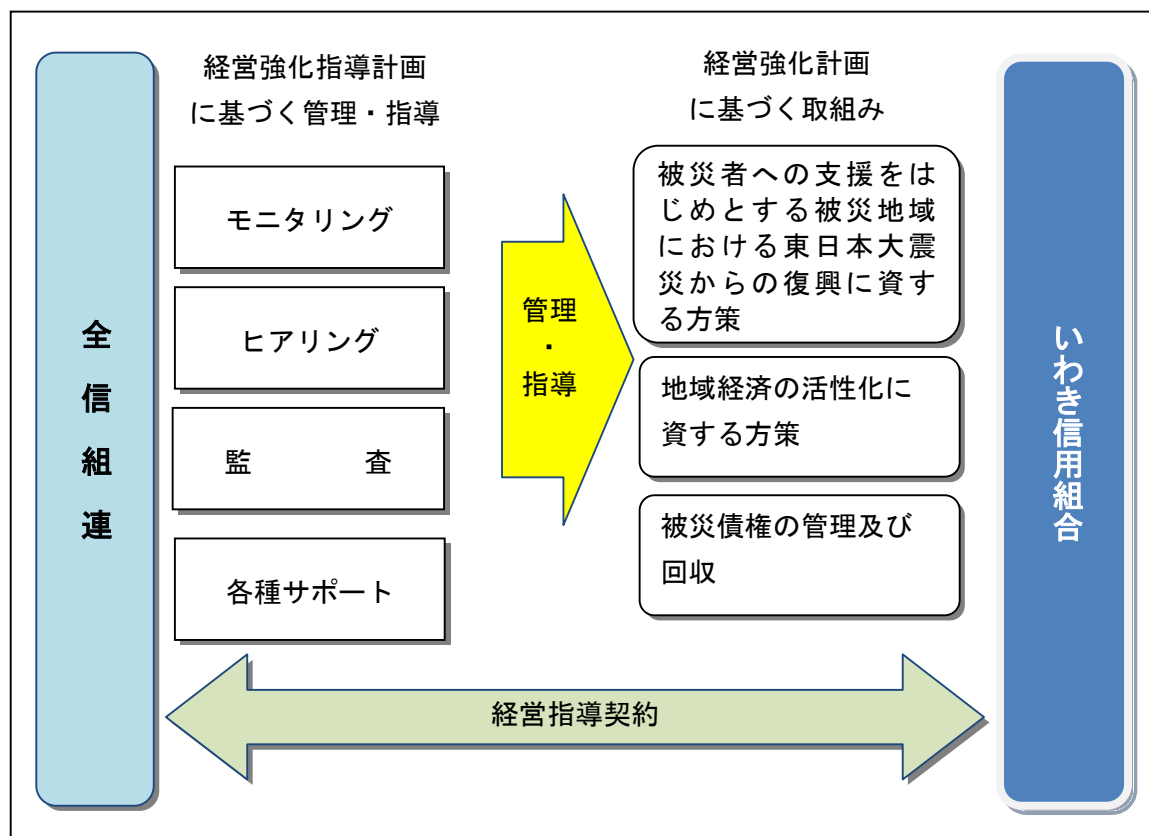 全信組連
経営強化指導計画
に基づく管理・指導
モニタリング
ヒアリング
監　査
各種サポート
管理
・
指導
経営強化計画
に基づく取組み
被災者への支援をは
じめとする被災地域
における東日本大震
災からの復興に資す
る方策
地域経済の活性化に
資する方策
被災債権の管理及び
回収
いわき信用組合
経営指導契約